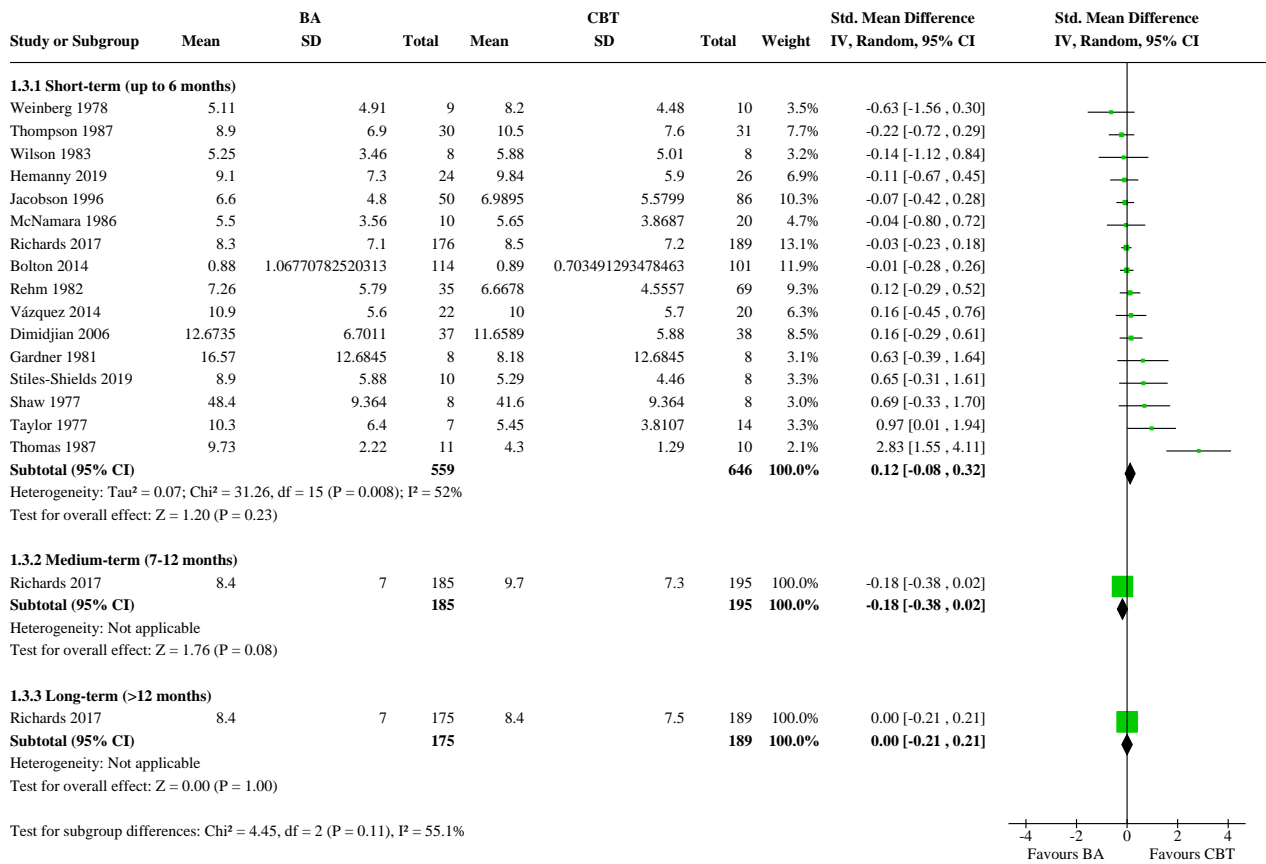 BA CBT Std. Mean Difference Std. Mean Difference
Study or Subgroup Mean SD Total Mean SD Total Weight IV, Random, 95% CI IV, Random, 95% CI
1.3.1 Short-term (up to 6 months)
Weinberg 1978 5.11 4.91 9 8.2 4.48 10 3.5% -0.63 [-1.56 , 0.30]
Thompson 1987 8.9 6.9 30 10.5 7.6 31 7.7% -0.22 [-0.72 , 0.29]
Wilson 1983 5.25 3.46 8 5.88 5.01 8 3.2% -0.14 [-1.12 , 0.84]
Hemanny 2019 9.1 7.3 24 9.84 5.9 26 6.9% -0.11 [-0.67 , 0.45]
Jacobson 1996 6.6 4.8 50 6.9895 5.5799 86 10.3% -0.07 [-0.42 , 0.28]
McNamara 1986 5.5 3.56 10 5.65 3.8687 20 4.7% -0.04 [-0.80 , 0.72]
Richards 2017 8.3 7.1 176 8.5 7.2 189 13.1% -0.03 [-0.23 , 0.18]
Bolton 2014 0.88 1.06770782520313 114 0.89 0.703491293478463 101 11.9% -0.01 [-0.28 , 0.26]
Rehm 1982 7.26 5.79 35 6.6678 4.5557 69 9.3% 0.12 [-0.29 , 0.52]
Vázquez 2014 10.9 5.6 22 10 5.7 20 6.3% 0.16 [-0.45 , 0.76]
Dimidjian 2006 12.6735 6.7011 37 11.6589 5.88 38 8.5% 0.16 [-0.29 , 0.61]
Gardner 1981 16.57 12.6845 8 8.18 12.6845 8 3.1% 0.63 [-0.39 , 1.64]
Stiles-Shields 2019 8.9 5.88 10 5.29 4.46 8 3.3% 0.65 [-0.31 , 1.61]
Shaw 1977 48.4 9.364 8 41.6 9.364 8 3.0% 0.69 [-0.33 , 1.70]
Taylor 1977 10.3 6.4 7 5.45 3.8107 14 3.3% 0.97 [0.01 , 1.94]
Thomas 1987 9.73 2.22 11 4.3 1.29 10 2.1% 2.83 [1.55 , 4.11]
Subtotal (95% CI) 559 646 100.0% 0.12 [-0.08 , 0.32]
Heterogeneity: Tau² = 0.07; Chi² = 31.26, df = 15 (P = 0.008); I² = 52%
Test for overall effect: Z = 1.20 (P = 0.23)
1.3.2 Medium-term (7-12 months)
Richards 2017 8.4 7 185 9.7 7.3 195 100.0% -0.18 [-0.38 , 0.02]
Subtotal (95% CI) 185 195 100.0% -0.18 [-0.38 , 0.02]
Heterogeneity: Not applicable
Test for overall effect: Z = 1.76 (P = 0.08)
1.3.3 Long-term (>12 months)
Richards 2017 8.4 7 175 8.4 7.5 189 100.0% 0.00 [-0.21 , 0.21]
Subtotal (95% CI) 175 189 100.0% 0.00 [-0.21 , 0.21]
Heterogeneity: Not applicable
Test for overall effect: Z = 0.00 (P = 1.00)
Test for subgroup differences: Chi² = 4.45, df = 2 (P = 0.11), I² = 55.1%
-4 -2 0 2 4
Favours BA Favours CBT